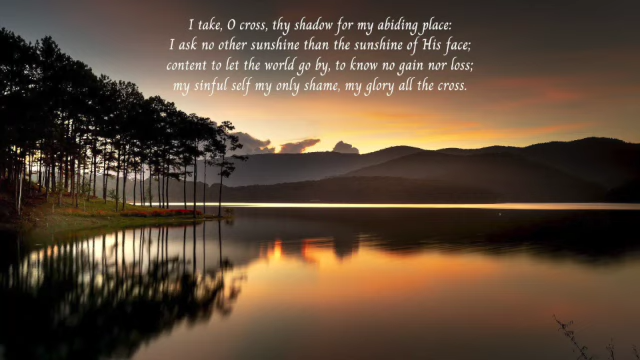 I take, O cross, thy shadow for my abiding place:
I ask no other sunshine than the sunshine of His face;
content to let the world go by, to know no gain nor loss;
my sinful self my only shame, my glory all the cross.